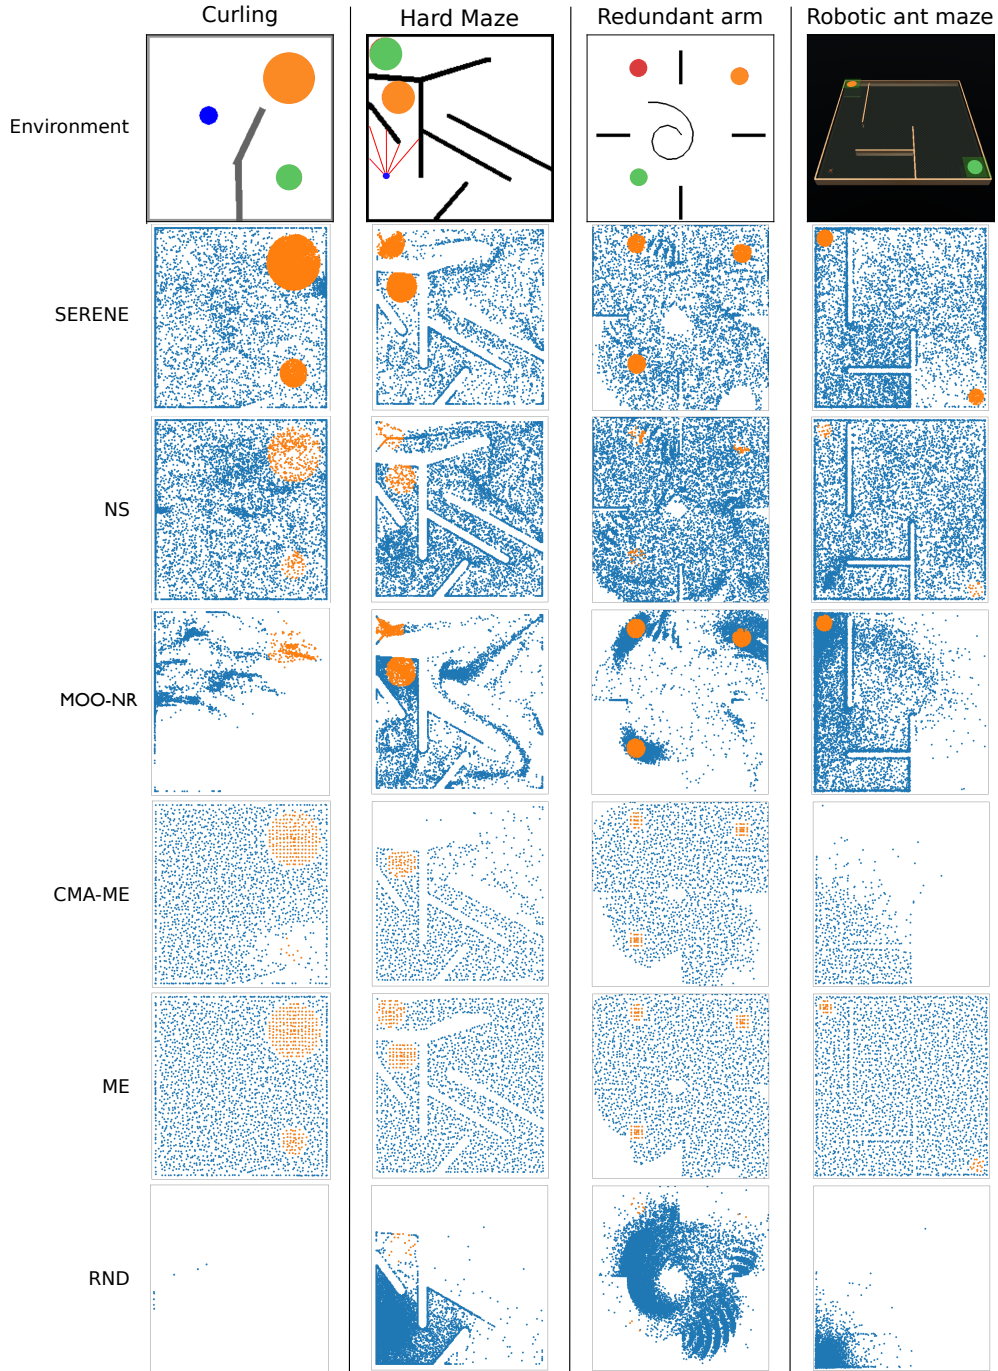 Curling
Hard Maze
Redundant arm
Robotic ant maze
Environment
SERENE
NS
MOO-NR
CMA-ME
ME
RND